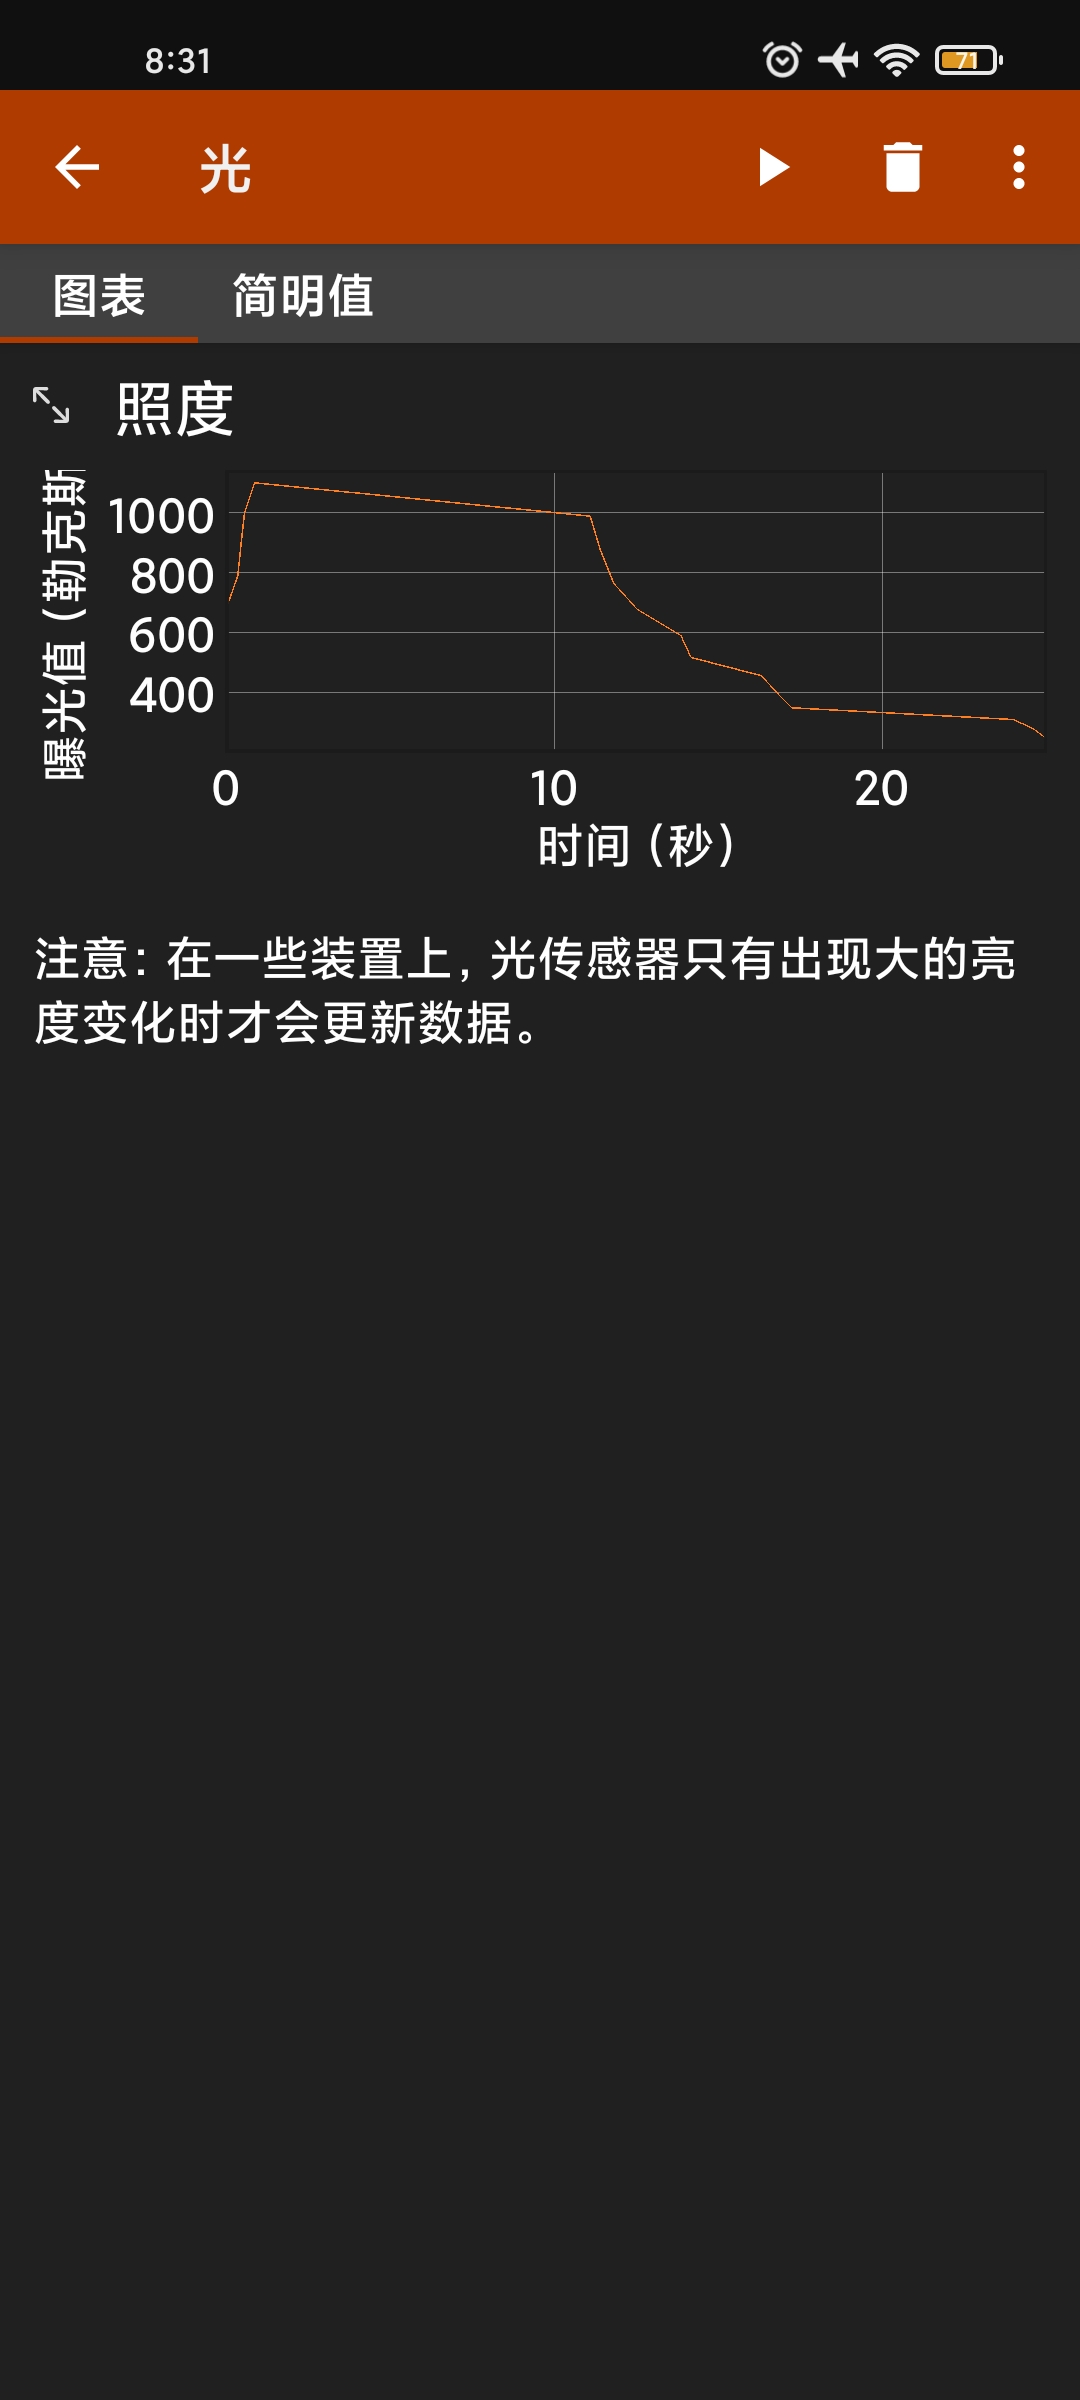 8:31
71
光
图表 简明值
照度
曝光值 (勒克斯
1000
800
600
400
0 10 20
时间 (秒)
注意: 在一些装置上, 光传感器只有出现大的亮
度变化时才会更新数据。